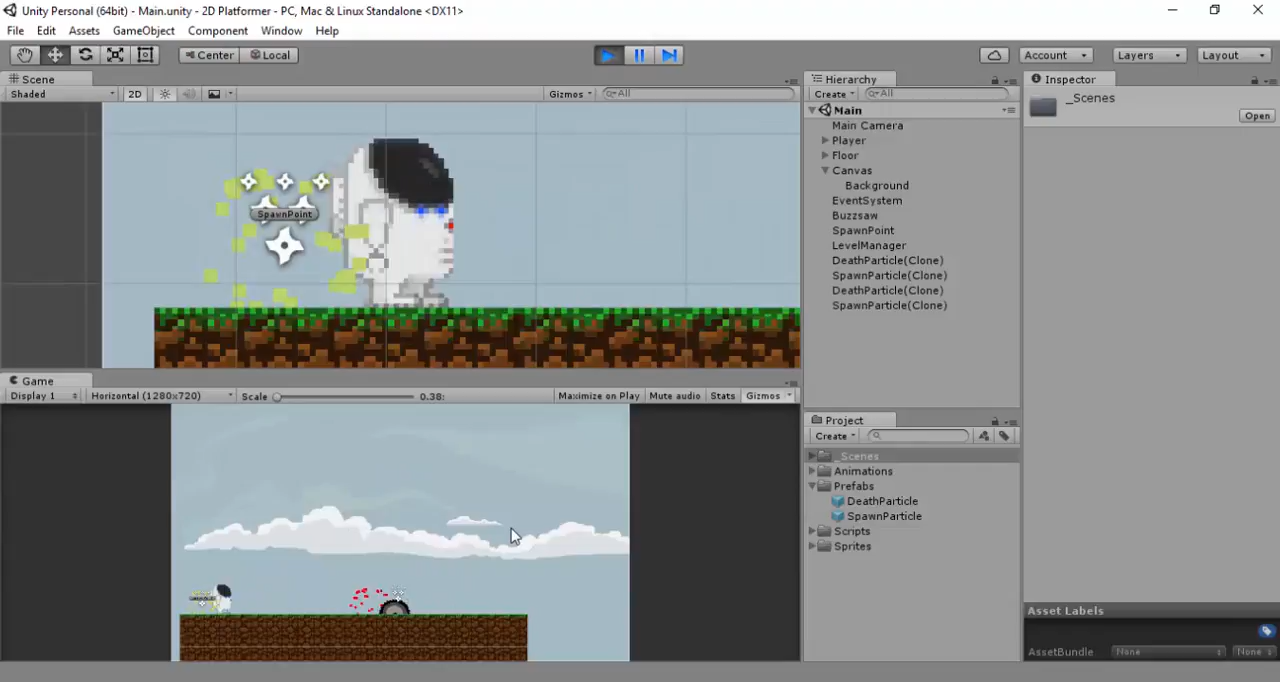 Unity Personal (64bit) - Main.unity - 2D Platformer - PC, Mac & Linux Standalone <DX11>
File Edit Assets GameObject Component Window Help
Center Local Account Layers Layout
Scene
Shaded 2D Gizmos All
SpawnPoint
Game
Display 1 Horizontal (1280x720) Scale 0.38: Maximize on Play Mute audio Stats Gizmos
Hierarchy
Create All
Main
Main Camera
Player
Floor
Canvas
Background
EventSystem
Buzzsaw
SpawnPoint
LevelManager
DeathParticle(Clone)
SpawnParticle(Clone)
DeathParticle(Clone)
SpawnParticle(Clone)
Project
Create
_Scenes
Animations
Prefabs
DeathParticle
SpawnParticle
Scripts
Sprites
Inspector
_Scenes
Open
Asset Labels
AssetBundle None None